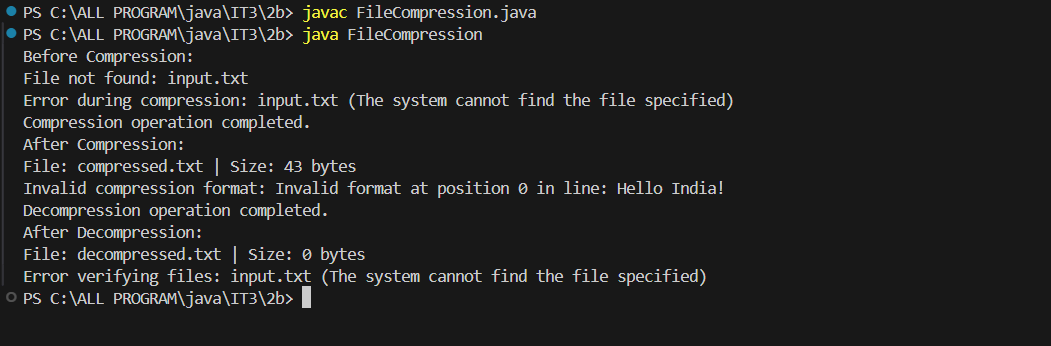 PS C:\ALL PROGRAM\java\IT3\2b> javac FileCompression.java
PS C:\ALL PROGRAM\java\IT3\2b> java FileCompression
Before Compression:
File not found: input.txt
Error during compression: input.txt (The system cannot find the file specified)
Compression operation completed.
After Compression:
File: compressed.txt | Size: 43 bytes
Invalid compression format: Invalid format at position 0 in line: Hello India!
Decompression operation completed.
After Decompression:
File: decompressed.txt | Size: 0 bytes
Error verifying files: input.txt (The system cannot find the file specified)
PS C:\ALL PROGRAM\java\IT3\2b>